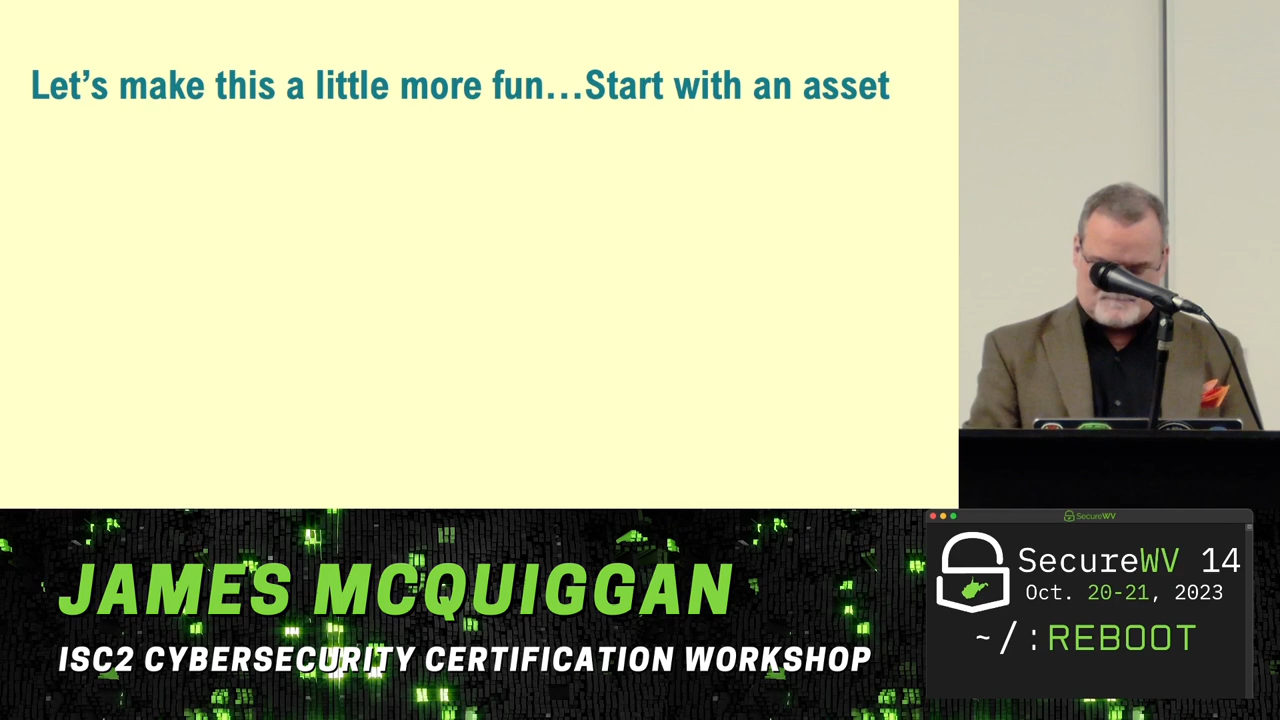 Let's make this a little more fun...Start with an asset
JAMES MCQUIGGAN
ISC2 CYBERSECURITY CERTIFICATION WORKSHOP
SecureWV
SecureWV 14
Oct. 20-21, 2023
~/:REBOOT